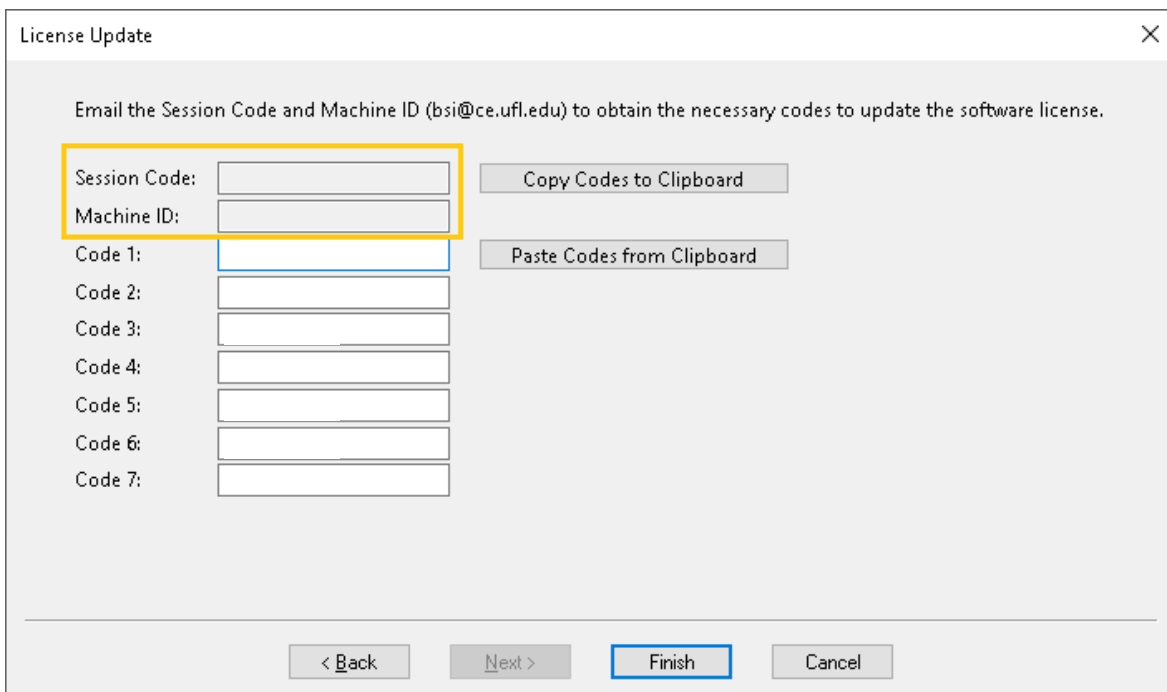 License Update
Email the Session Code and Machine ID (bsi@ce.ufl.edu) to obtain the necessary codes to update the software license.
Session Code:
Copy Codes to Clipboard
Machine ID:
Code 1:
Paste Codes from Clipboard
Code 2:
Code 3:
Code 4:
Code 5:
Code 6:
Code 7:
< Back
Next >
Finish
Cancel